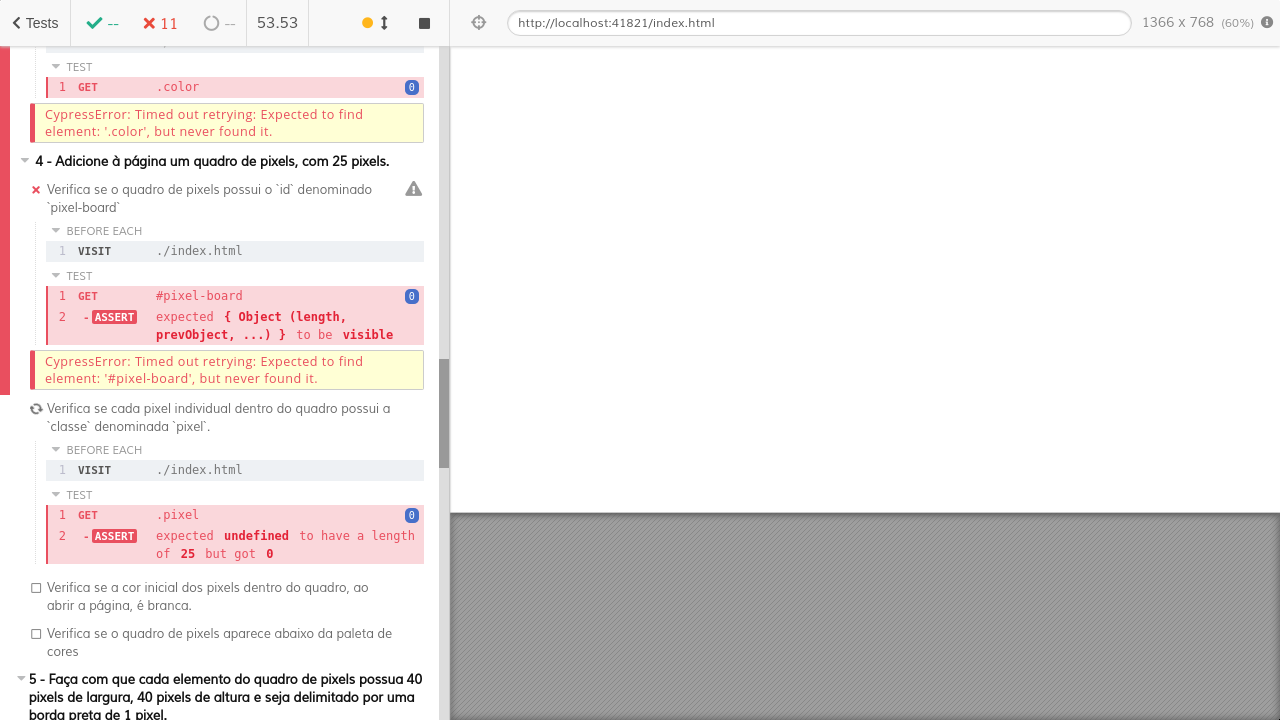 Tests -- 11 -- 53.53 http://localhost:41821/index.html 1366 x 768 (60%)
TEST
1 GET .color 0
CypressError: Timed out retrying: Expected to find
element: '.color', but never found it.
4 - Adicione à página um quadro de pixels, com 25 pixels.
Verifica se o quadro de pixels possui o `id` denominado
`pixel-board`
BEFORE EACH
1 VISIT ./index.html
TEST
1 GET #pixel-board 0
2 -ASSERT expected { Object (length,
prevObject, ...) } to be visible
CypressError: Timed out retrying: Expected to find
element: '#pixel-board', but never found it.
Verifica se cada pixel individual dentro do quadro possui a
`classe` denominada `pixel`.
BEFORE EACH
1 VISIT ./index.html
TEST
1 GET .pixel 0
2 -ASSERT expected undefined to have a length
of 25 but got 0
Verifica se a cor inicial dos pixels dentro do quadro, ao
abrir a página, é branca.
Verifica se o quadro de pixels aparece abaixo da paleta de
cores
5 - Faça com que cada elemento do quadro de pixels possua 40
pixels de largura, 40 pixels de altura e seja delimitado por uma
borda preta de 1 pixel.